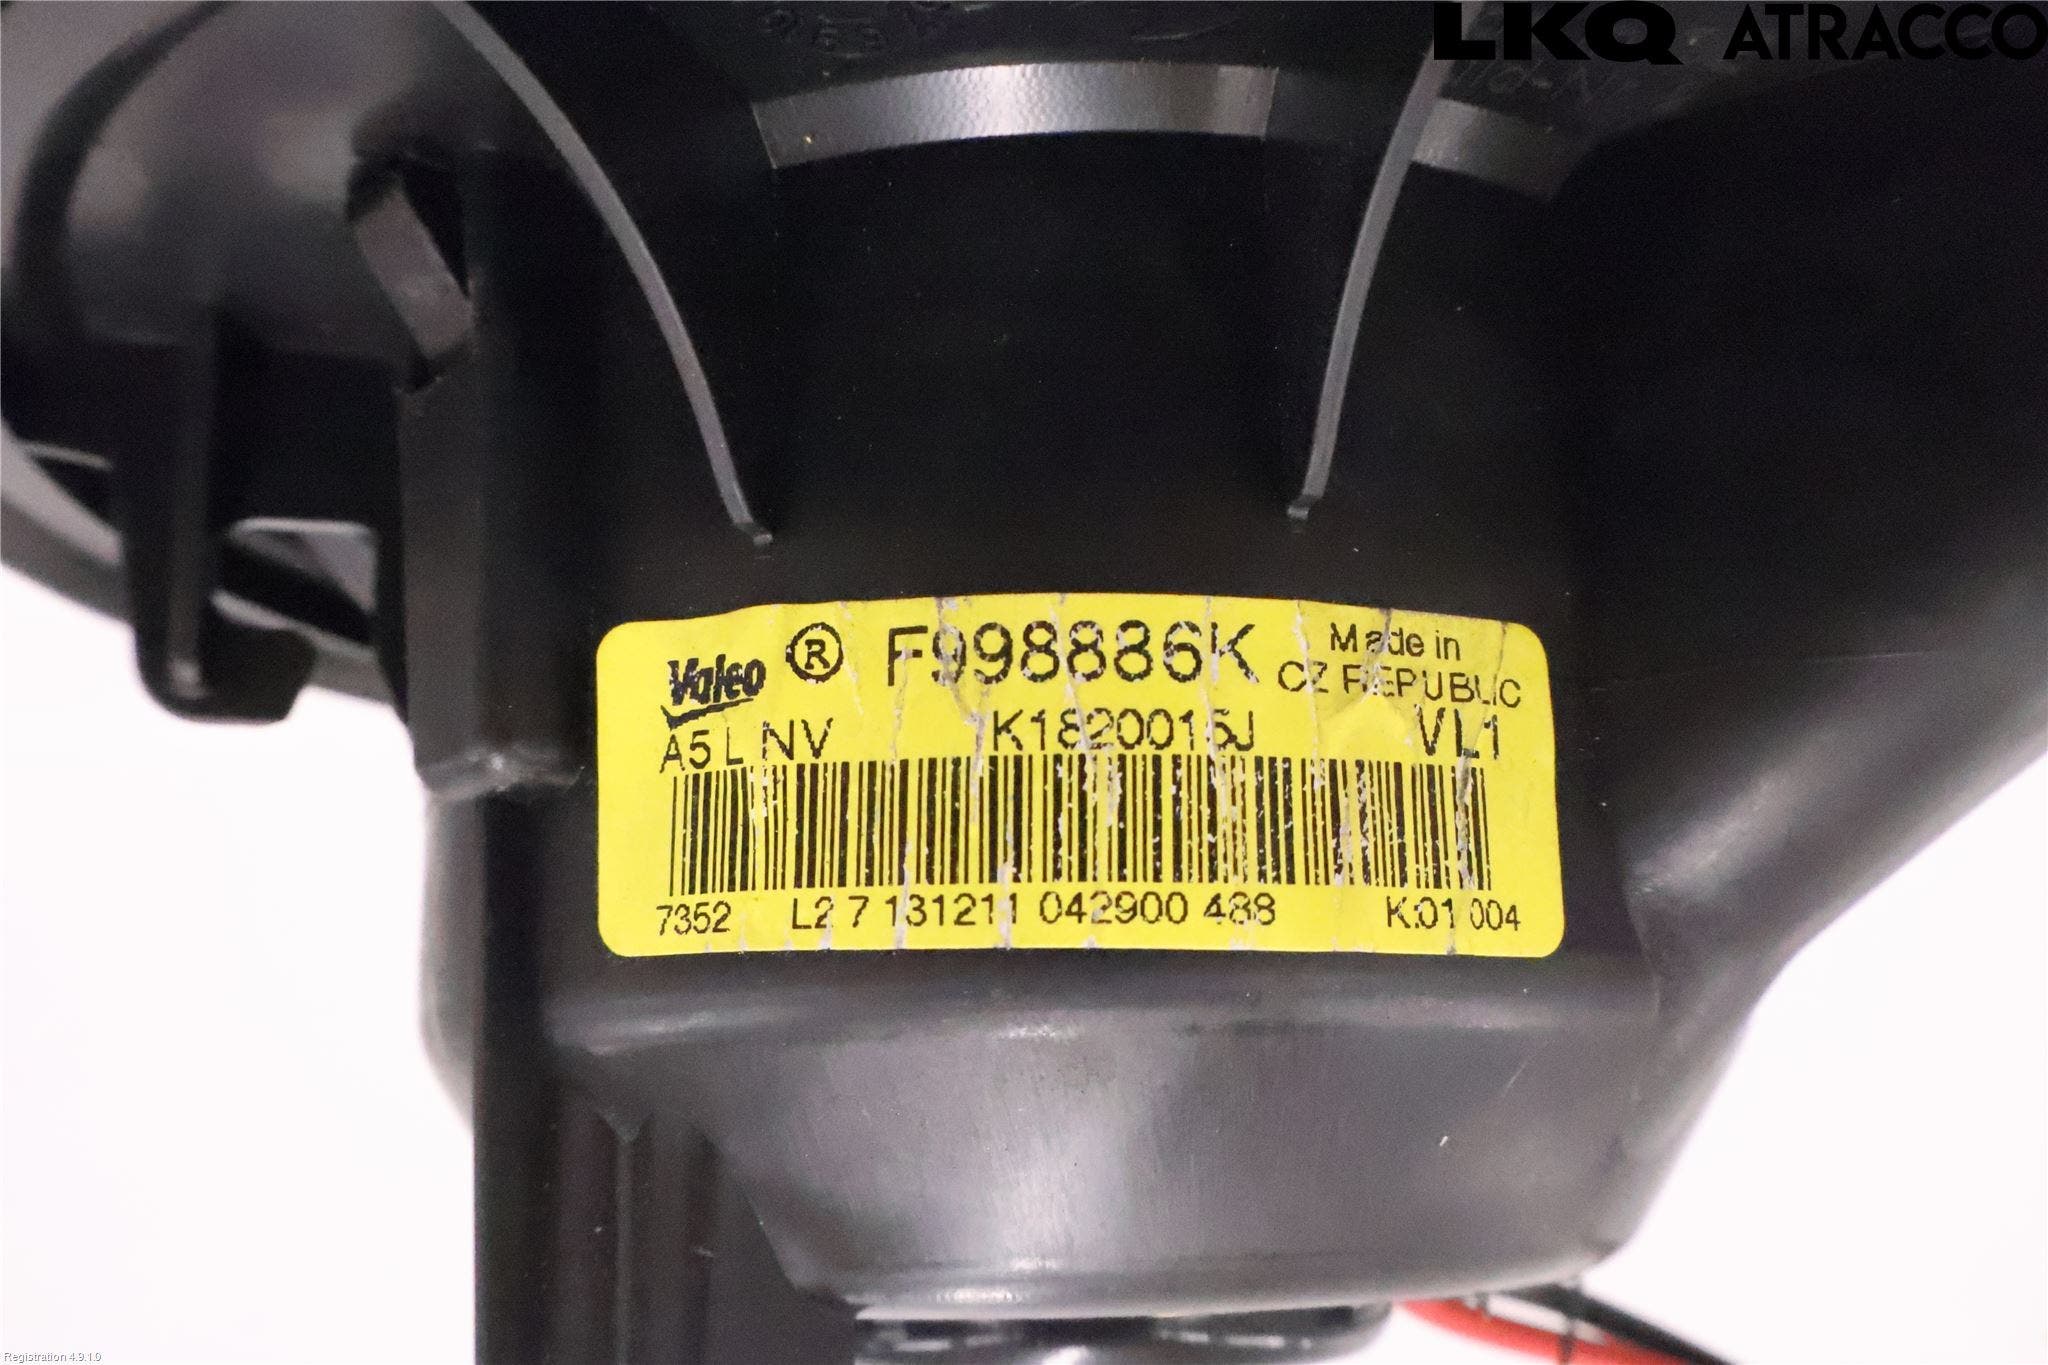 LKQ ATRACCO
Valeo ® F998886K Made in
CZ REPUBLIC
A5 L NV K1820015J VL1
7352 L2 7 131211 042900 488 K:01 004
Registration 4.9.1.0